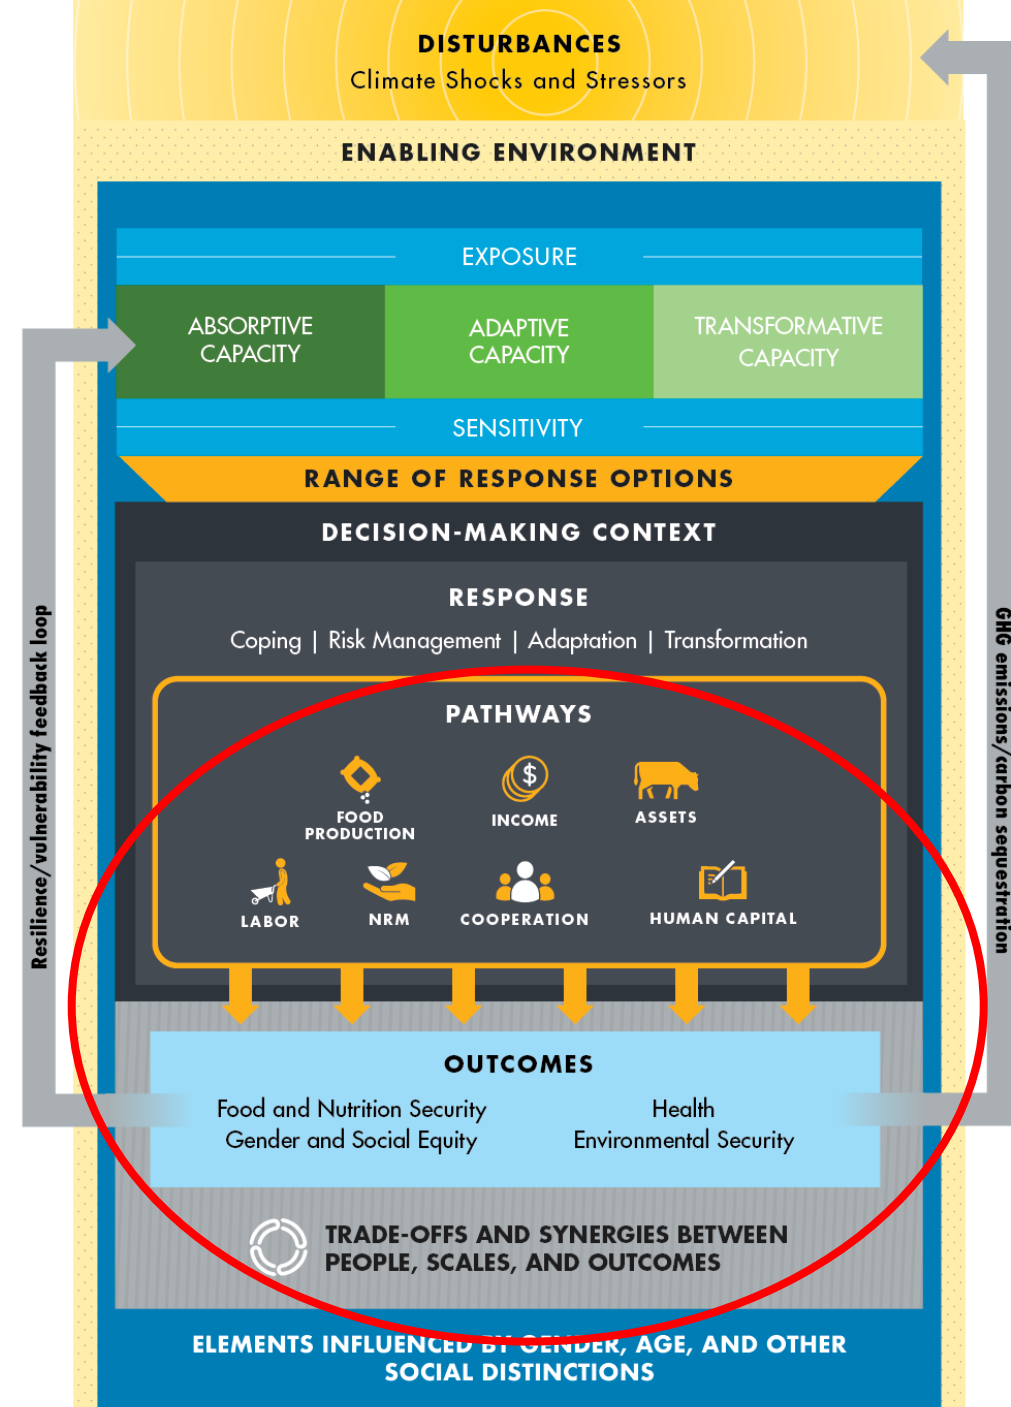 DISTURBANCES
Climate Shocks and Stressors
ENABLING ENVIRONMENT
EXPOSURE
ABSORPTIVE
CAPACITY
ADAPTIVE
CAPACITY
TRANSFORMATIVE
CAPACITY
SENSITIVITY
RANGE OF RESPONSE OPTIONS
DECISION-MAKING CONTEXT
RESPONSE
Coping | Risk Management | Adaptation | Transformation
PATHWAYS
$
FOOD
PRODUCTION
INCOME
ASSETS
LABOR
NRM
COOPERATION
HUMAN CAPITAL
OUTCOMES
Food and Nutrition Security
Gender and Social Equity
Health
Environmental Security
TRADE-OFFS AND SYNERGIES BETWEEN
PEOPLE, SCALES, AND OUTCOMES
ELEMENTS INFLUENCED BY GENDER, AGE, AND OTHER
SOCIAL DISTINCTIONS
Resilience/vulnerability feedback loop
GHG emissions/carbon sequestration